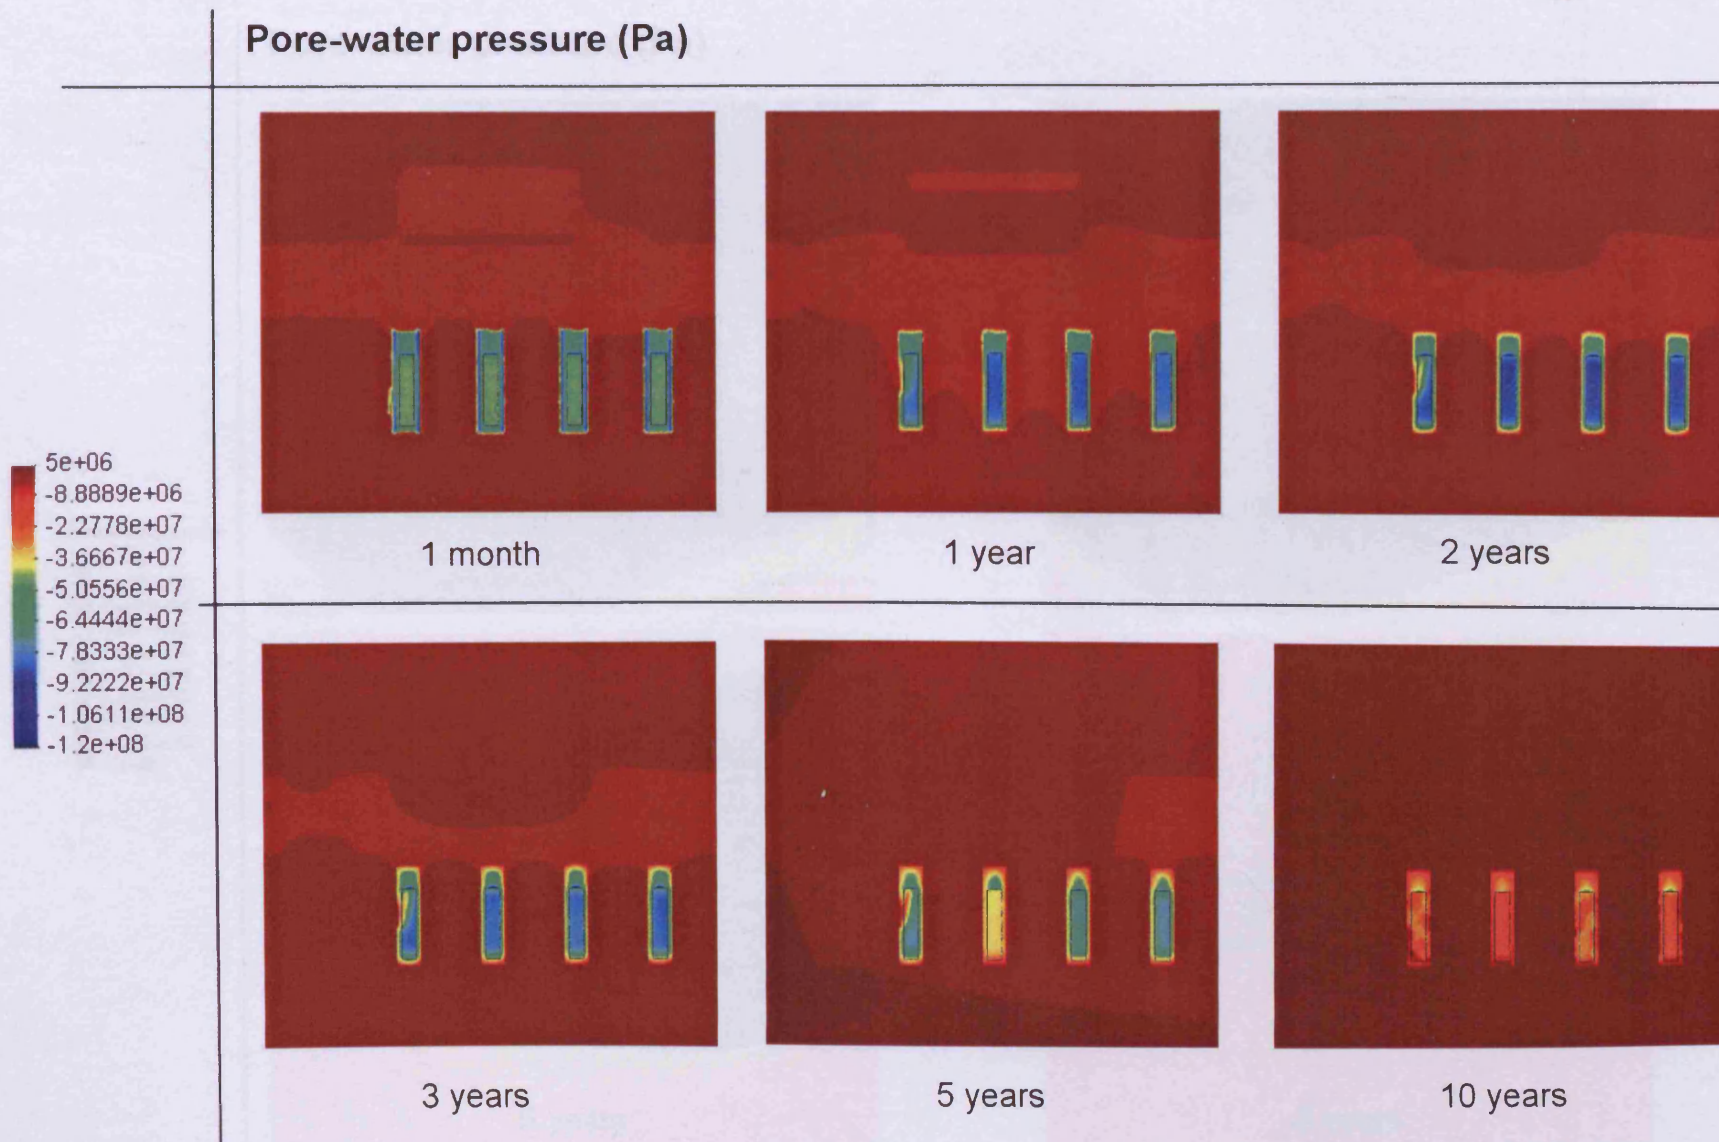 Pore-water pressure (Pa)
1 month
1 year
2 years
5e+06
-8.8889e+06
-2.2778e+07
-3.6667e+07
-5.0556e+07
-6.4444e+07
-7.8333e+07
-9.2222e+07
-1.0611e+08
-1.2e+08
3 years
5 years
10 years